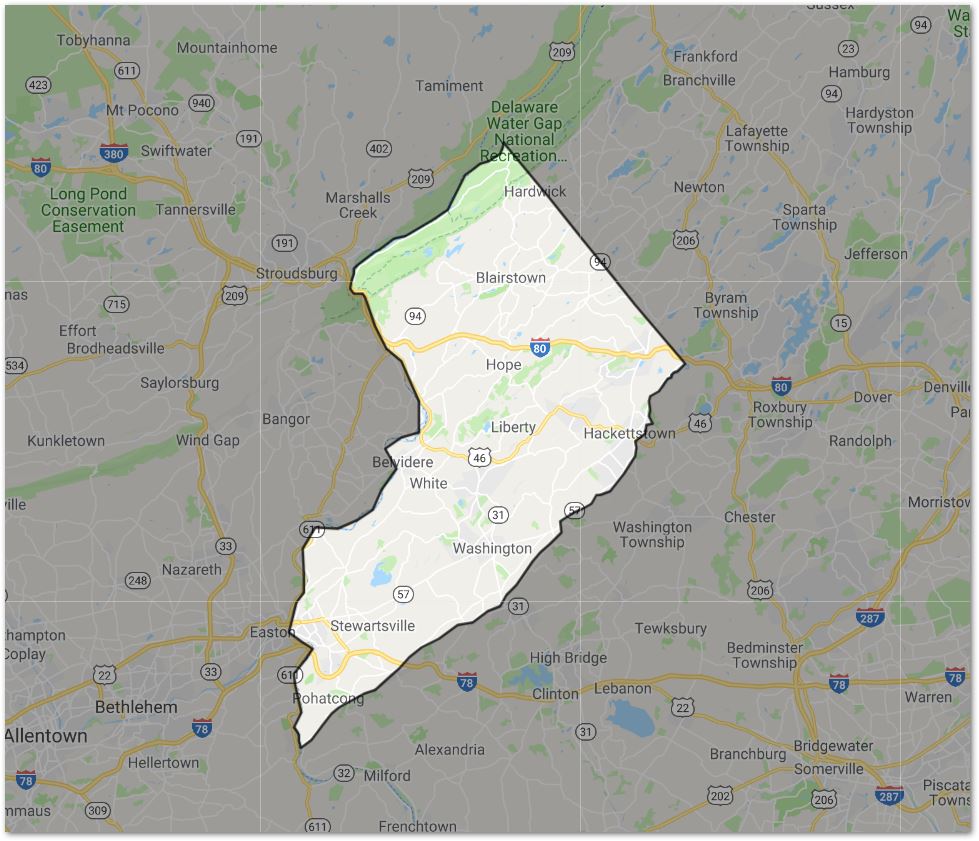 Sussex
Wa
St
94
Tobyhanna
Mountainhome
209
Frankford
23
611
Branchville
Hamburg
423
Tamiment
94
Mt Pocono
940
Delaware
Water Gap
National
Recreation...
Hardyston
Township
191
Lafayette
Township
380
Swiftwater
402
80
209
Hardwick
Newton
Long Pond
Conservation
Easement
Marshalls
Creek
Tannersville
Sparta
Township
191
206
Jefferson
94
Stroudsburg
Blairstown
nas
209
715
Byram
Township
94
15
Effort
Brodheadsville
80
Hope
534
Saylorsburg
80
Denville
Dover
Roxbury
Township
Pa
Bangor
46
Liberty
Hackettstown
Kunkletown
Wind Gap
Randolph
46
Belvidere
White
ville
Morristow
31
57
Chester
611
Washington
Township
33
Washington
Nazareth
248
57
206
31
287
Stewartsville
Tewksbury
thampton
Coplay
Easton
Bedminster
Township
High Bridge
33
22
610
78
78
78
Clinton
Lebanon
Pohatcong
Warren
Bethlehem
22
78
31
Allentown
Alexandria
Bridgewater
Branchburg
Hellertown
Somerville
32
Milford
78
Piscata
Towns
202
206
287
mmaus
309
611
Frenchtown